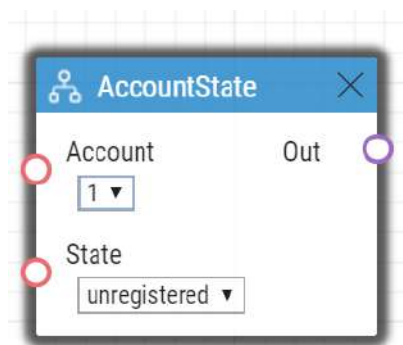 AccountState
Account Out
1
State
unregistered